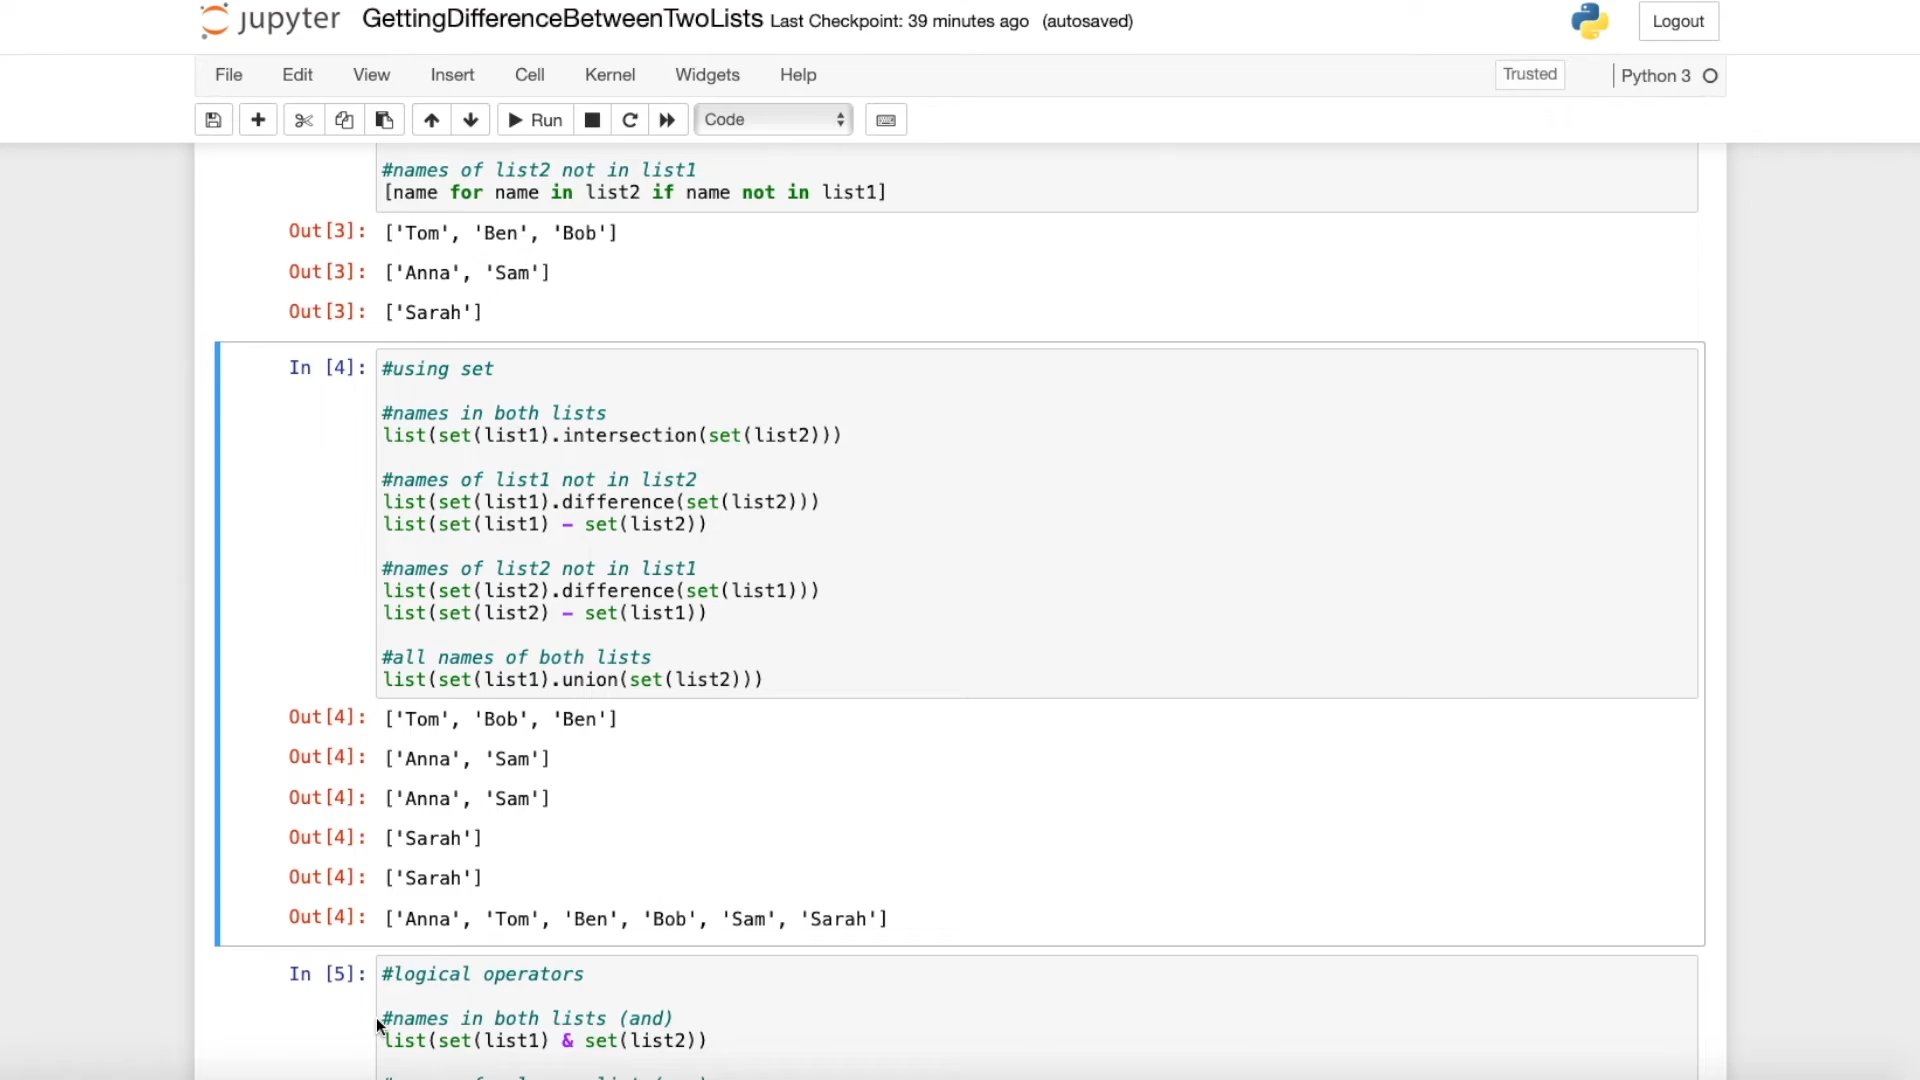 jupyter GettingDifferenceBetweenTwoLists Last Checkpoint: 39 minutes ago (autosaved) Logout
File Edit View Insert Cell Kernel Widgets Help Trusted Python 3
Run Code
#names of list2 not in list1
[name for name in list2 if name not in list1]
Out[3]: ['Tom', 'Ben', 'Bob']
Out[3]: ['Anna', 'Sam']
Out[3]: ['Sarah']
In [4]: #using set
#names in both lists
list(set(list1).intersection(set(list2)))
#names of list1 not in list2
list(set(list1).difference(set(list2)))
list(set(list1) - set(list2))
#names of list2 not in list1
list(set(list2).difference(set(list1)))
list(set(list2) - set(list1))
#all names of both lists
list(set(list1).union(set(list2)))
Out[4]: ['Tom', 'Bob', 'Ben']
Out[4]: ['Anna', 'Sam']
Out[4]: ['Anna', 'Sam']
Out[4]: ['Sarah']
Out[4]: ['Sarah']
Out[4]: ['Anna', 'Tom', 'Ben', 'Bob', 'Sam', 'Sarah']
In [5]: #logical operators
#names in both lists (and)
list(set(list1) & set(list2))